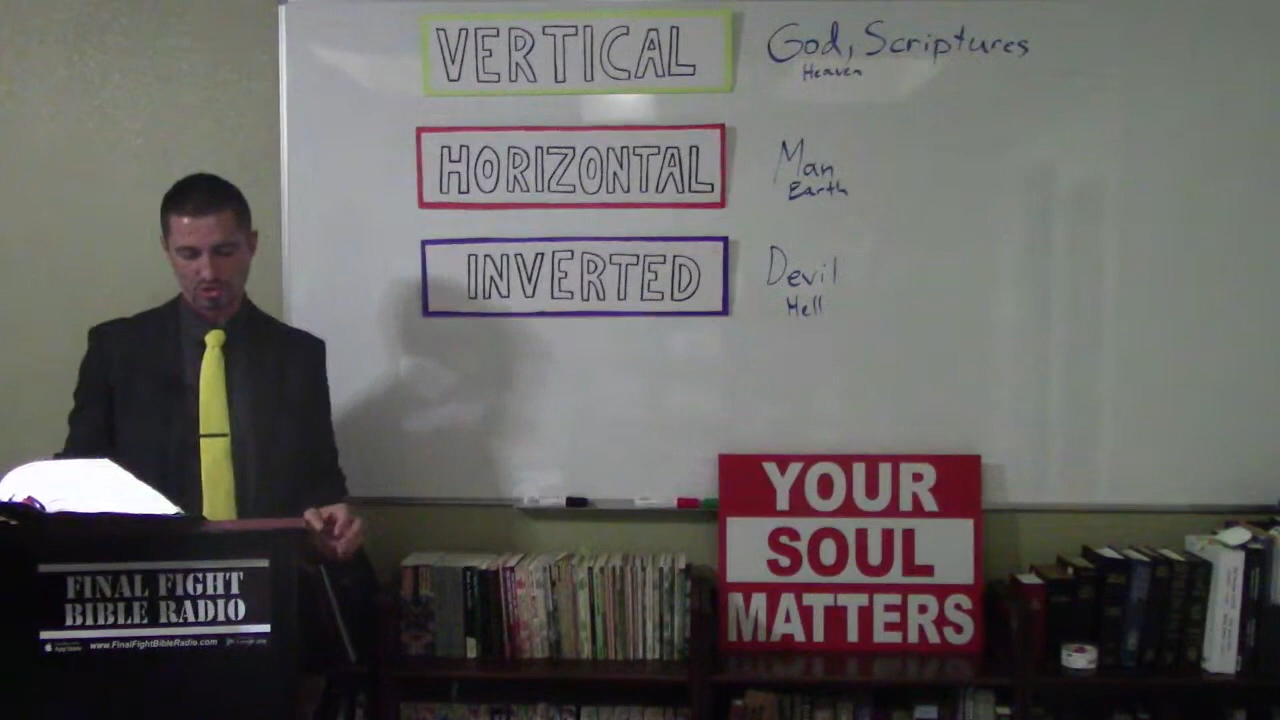 VERTICAL
God, Scriptures
Heaven
HORIZONTAL
Man
Earth
INVERTED
Devil
Hell
YOUR
SOUL
MATTERS
FINAL FIGHT
BIBLE RADIO
www.FinalFightBibleRadio.com